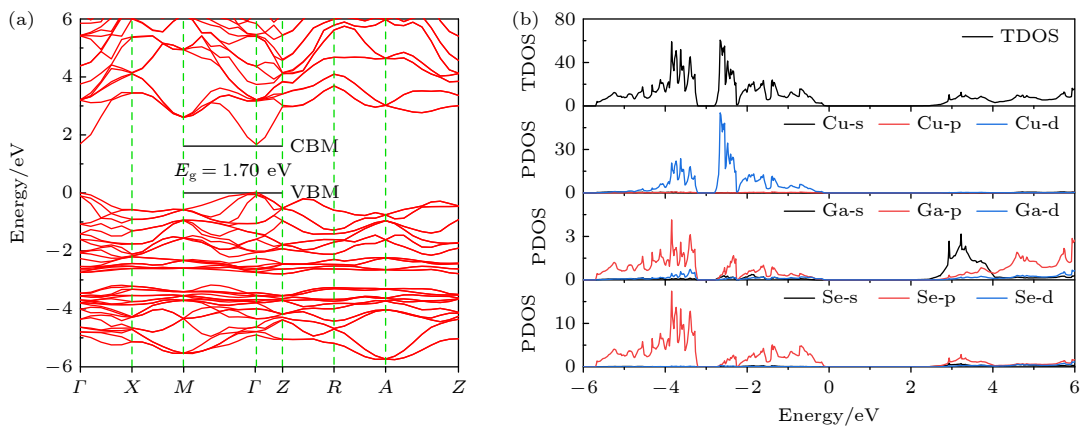 (a)
Energy/eV
6
4
2
0
−2
−4
−6
CBM
E_g = 1.70 eV
VBM
Γ X M Γ Z R A Z
(b)
TDOS
80
40
0
TDOS
PDOS
30
0
Cu-s Cu-p Cu-d
PDOS
3
0
Ga-s Ga-p Ga-d
PDOS
10
0
Se-s Se-p Se-d
−6 −4 −2 0 2 4 6
Energy/eV